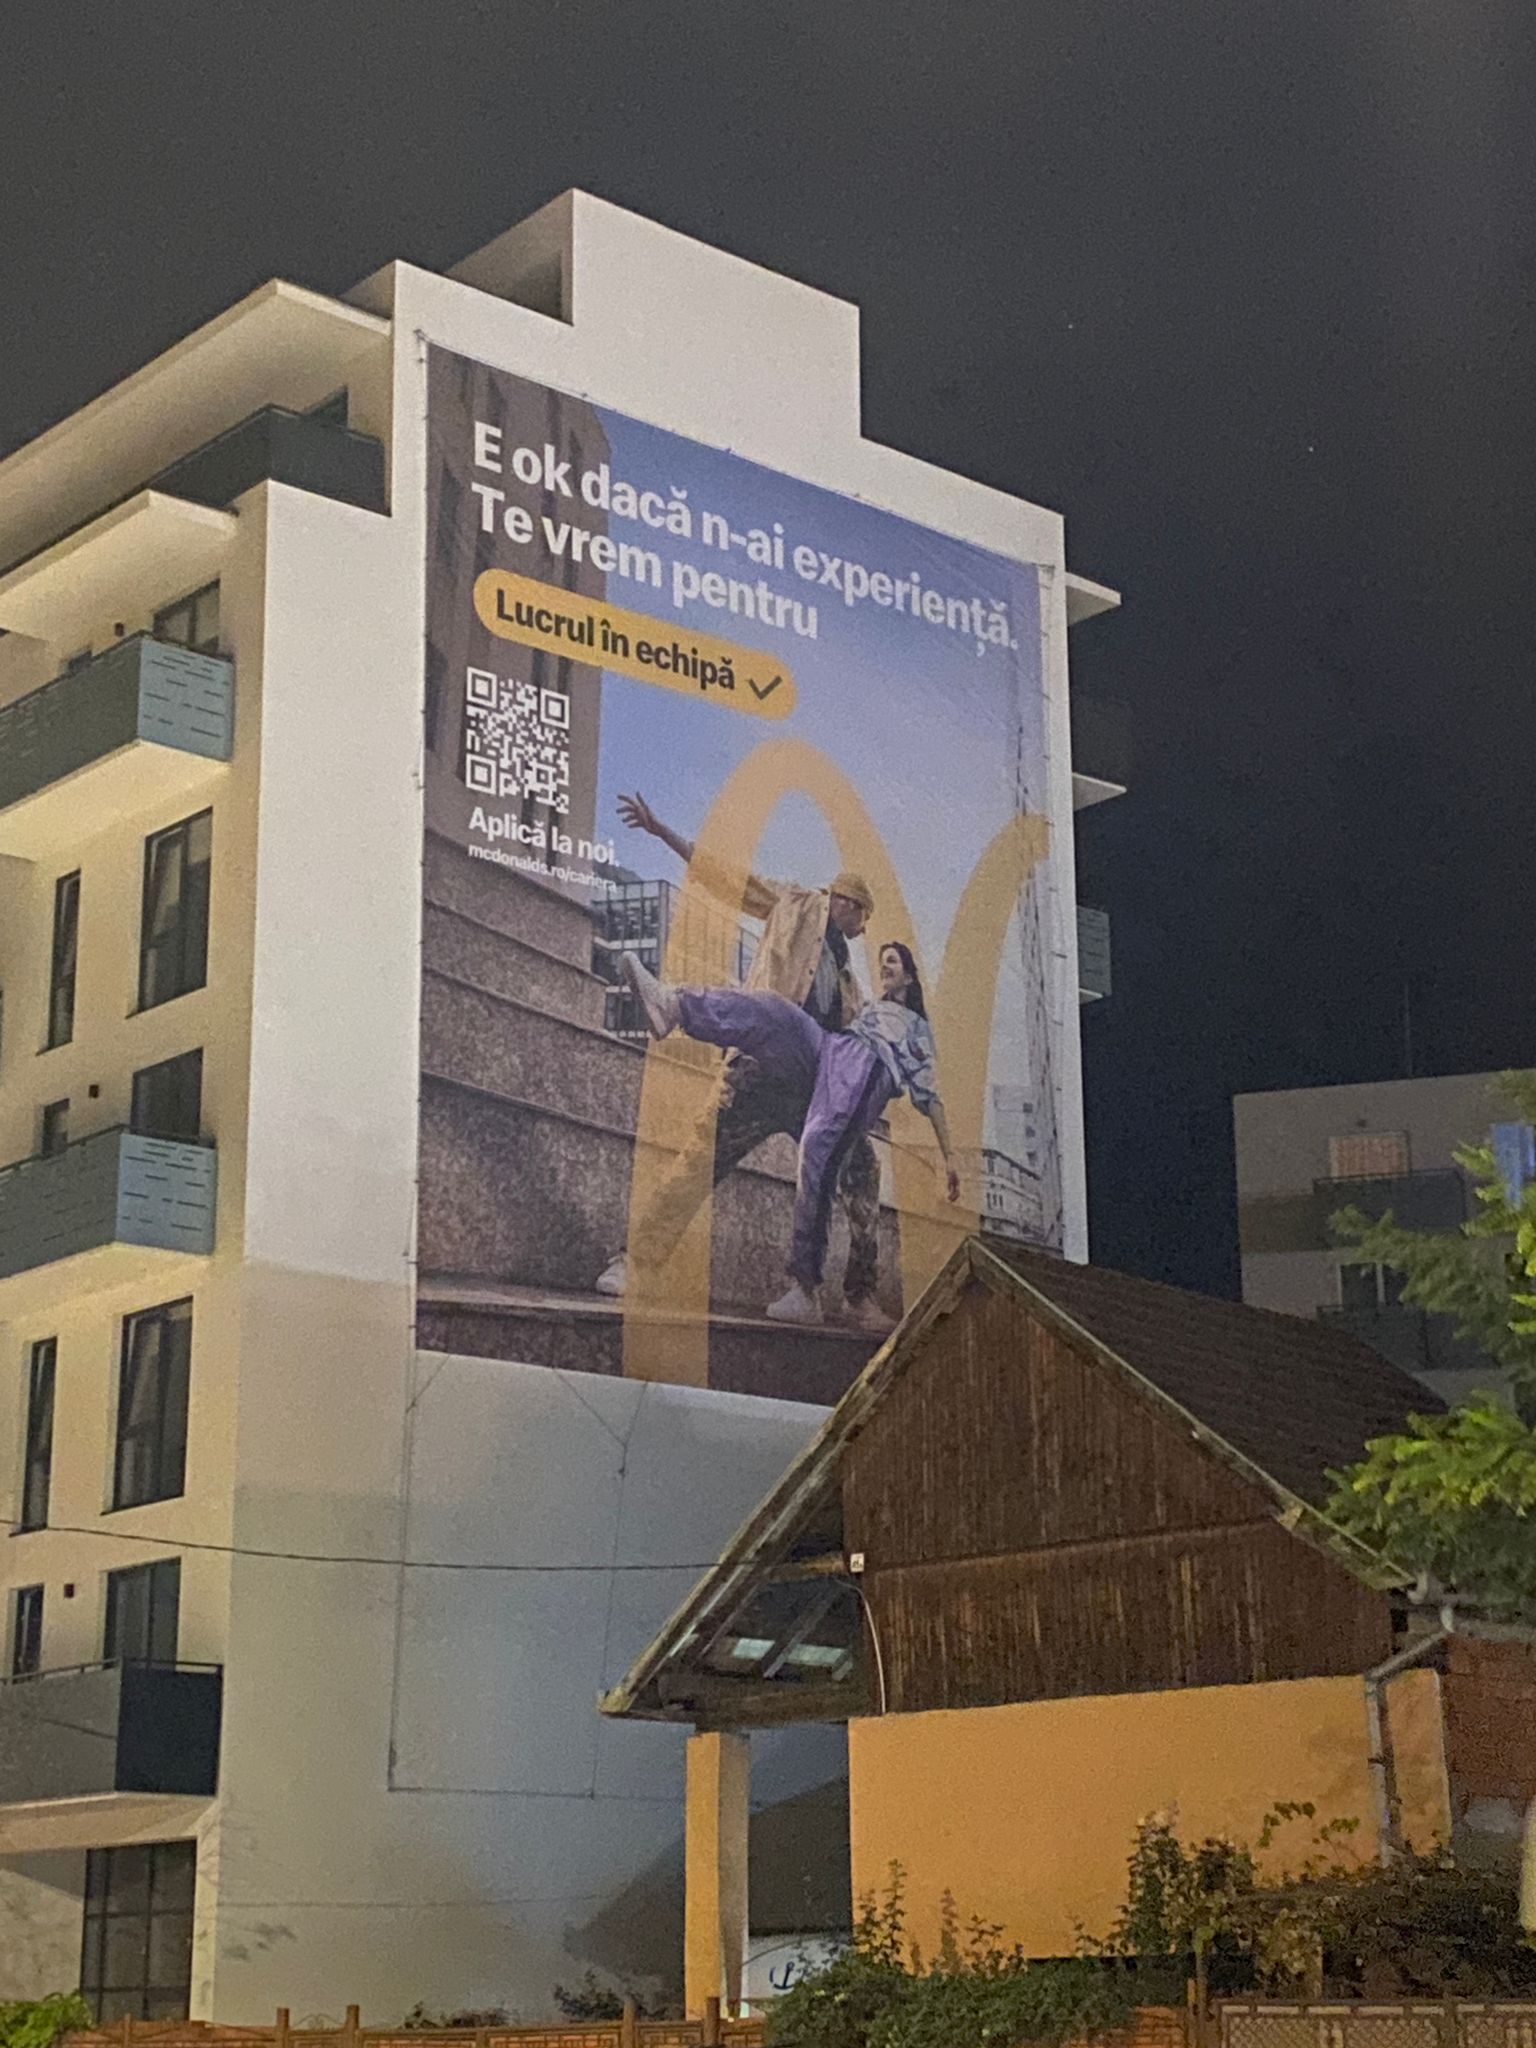 E ok dacă n-ai experiență.
Te vrem pentru
Lucrul în echipă
Aplică la noi.
mcdonalds.ro/cariera